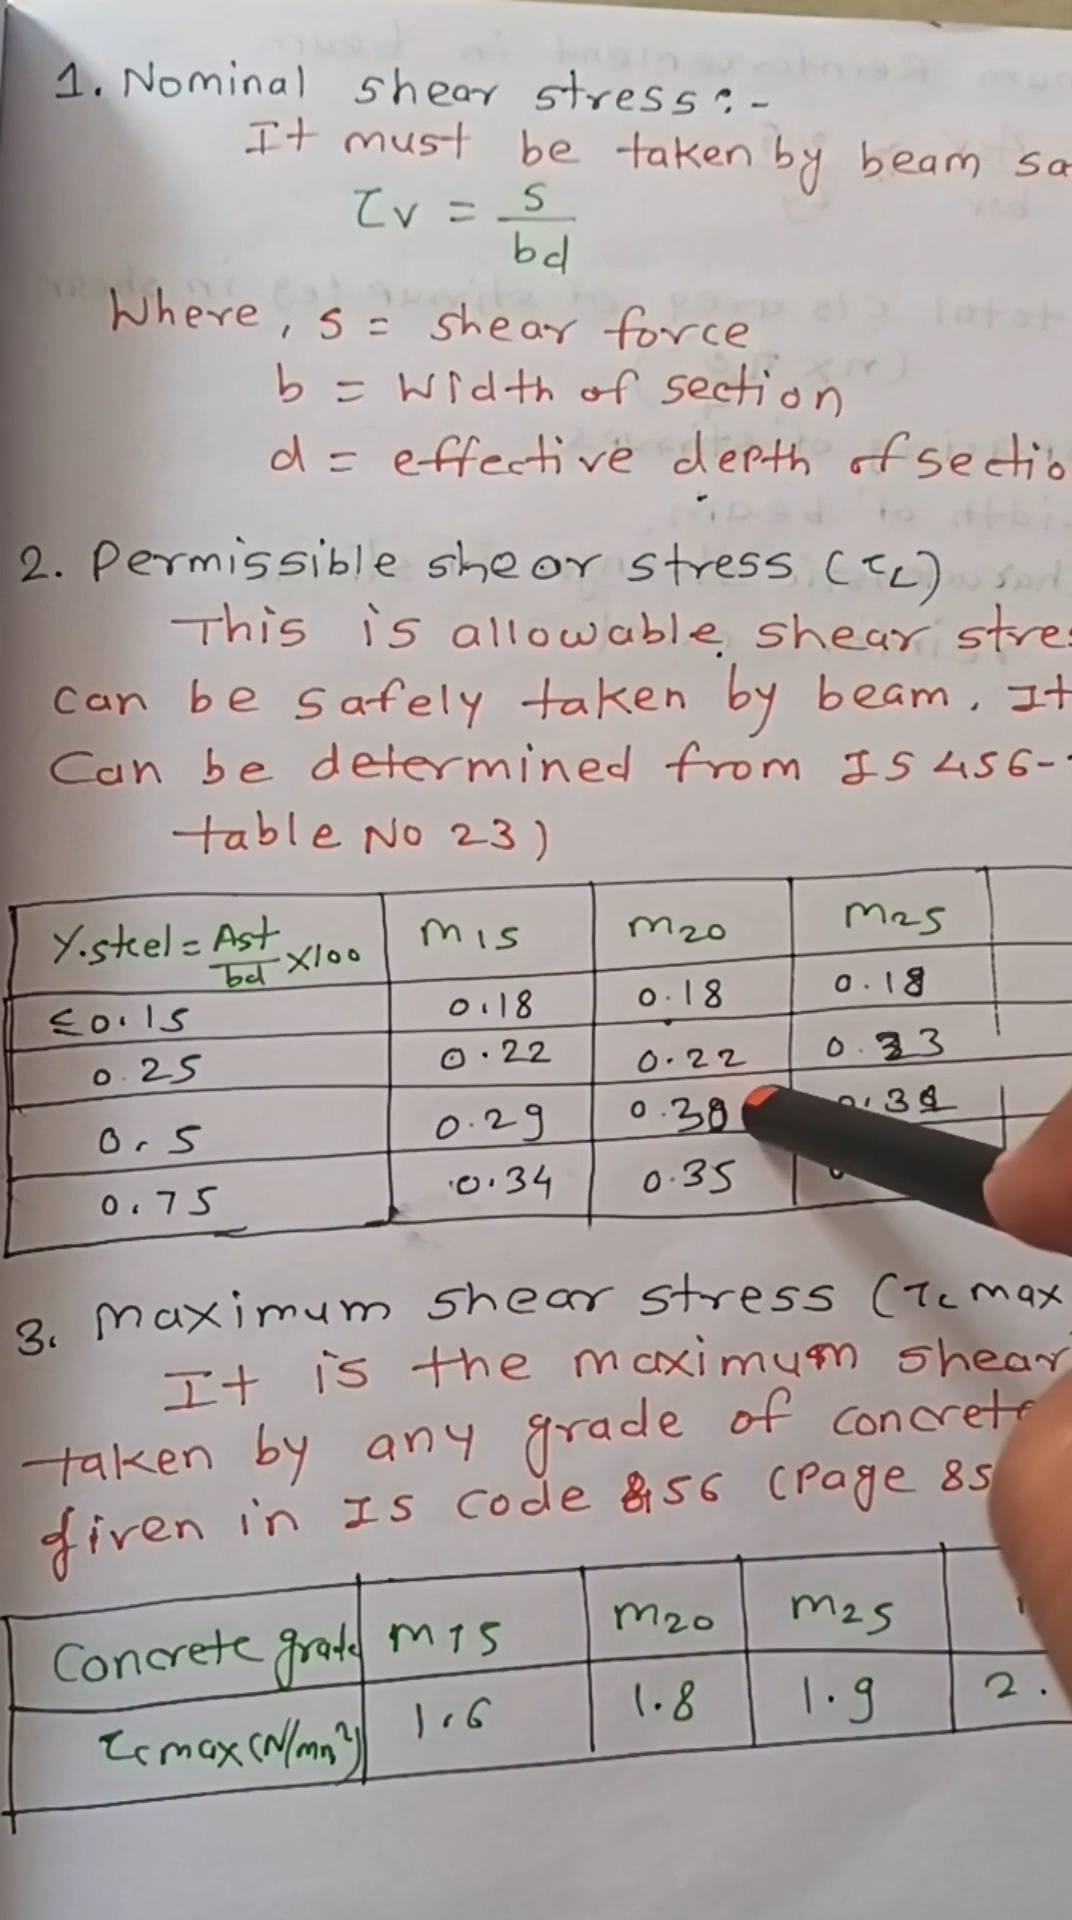 1. Nominal shear stress:-
It must be taken by beam sa
τv = s
bd
Where, s = shear force
b = width of section
d = effective depth of sectio
2. Permissible shear stress (τc)
This is allowable shear stre
can be safely taken by beam. It
Can be determined from IS 456-
table No 23)
%steel = Ast/bd ×100 M15 M20 M25
≤0.15 0.18 0.18 0.18
0.25 0.22 0.22 0.23
0.5 0.29 0.30
0.75 0.34 0.35
3. Maximum shear stress (τc max
It is the maximum shear
taken by any grade of concrete
given in IS code 456 (Page 85
Concrete grade M15 M20 M25
τc max (N/mm²) 1.6 1.8 1.9 2.